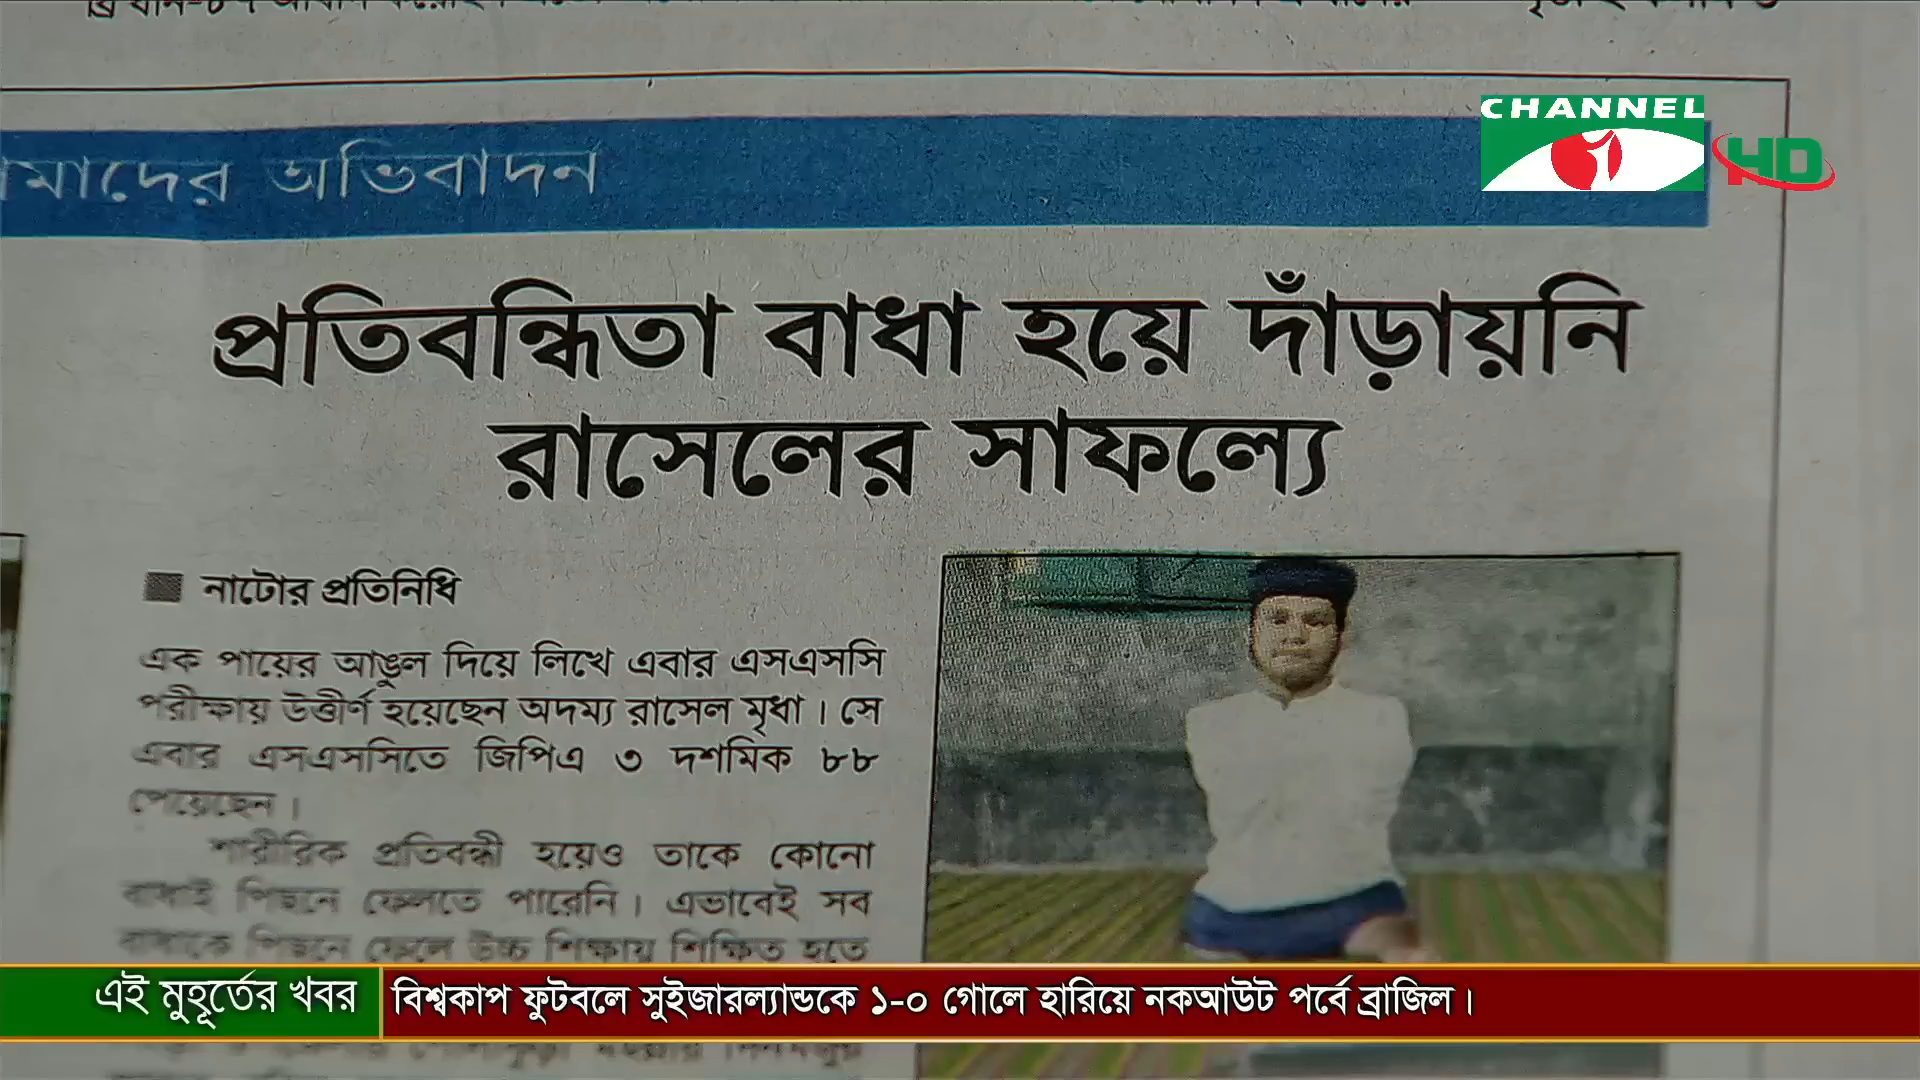 CHANNEL
HD
মাদের অভিবাদন
প্রতিবন্ধিতা বাধা হয়ে দাঁড়ায়নি
রাসেলের সাফল্যে
নাটোর প্রতিনিধি
এক পায়ের আঙুল দিয়ে লিখে এবার এসএসসি
পরীক্ষায় উত্তীর্ণ হয়েছেন অদম্য রাসেল মৃধা। সে
এবার এসএসসিতে জিপিএ ৩ দশমিক ৮৮
পেয়েছেন।
শারীরিক প্রতিবন্ধী হয়েও তাকে কোনো
বাধাই পিছনে ফেলতে পারেনি। এভাবেই সব
বাধাকে পিছনে ফেলে উচ্চ শিক্ষায় শিক্ষিত হতে
এই মুহূর্তের খবর
বিশ্বকাপ ফুটবলে সুইজারল্যান্ডকে ১-০ গোলে হারিয়ে নকআউট পর্বে ব্রাজিল।